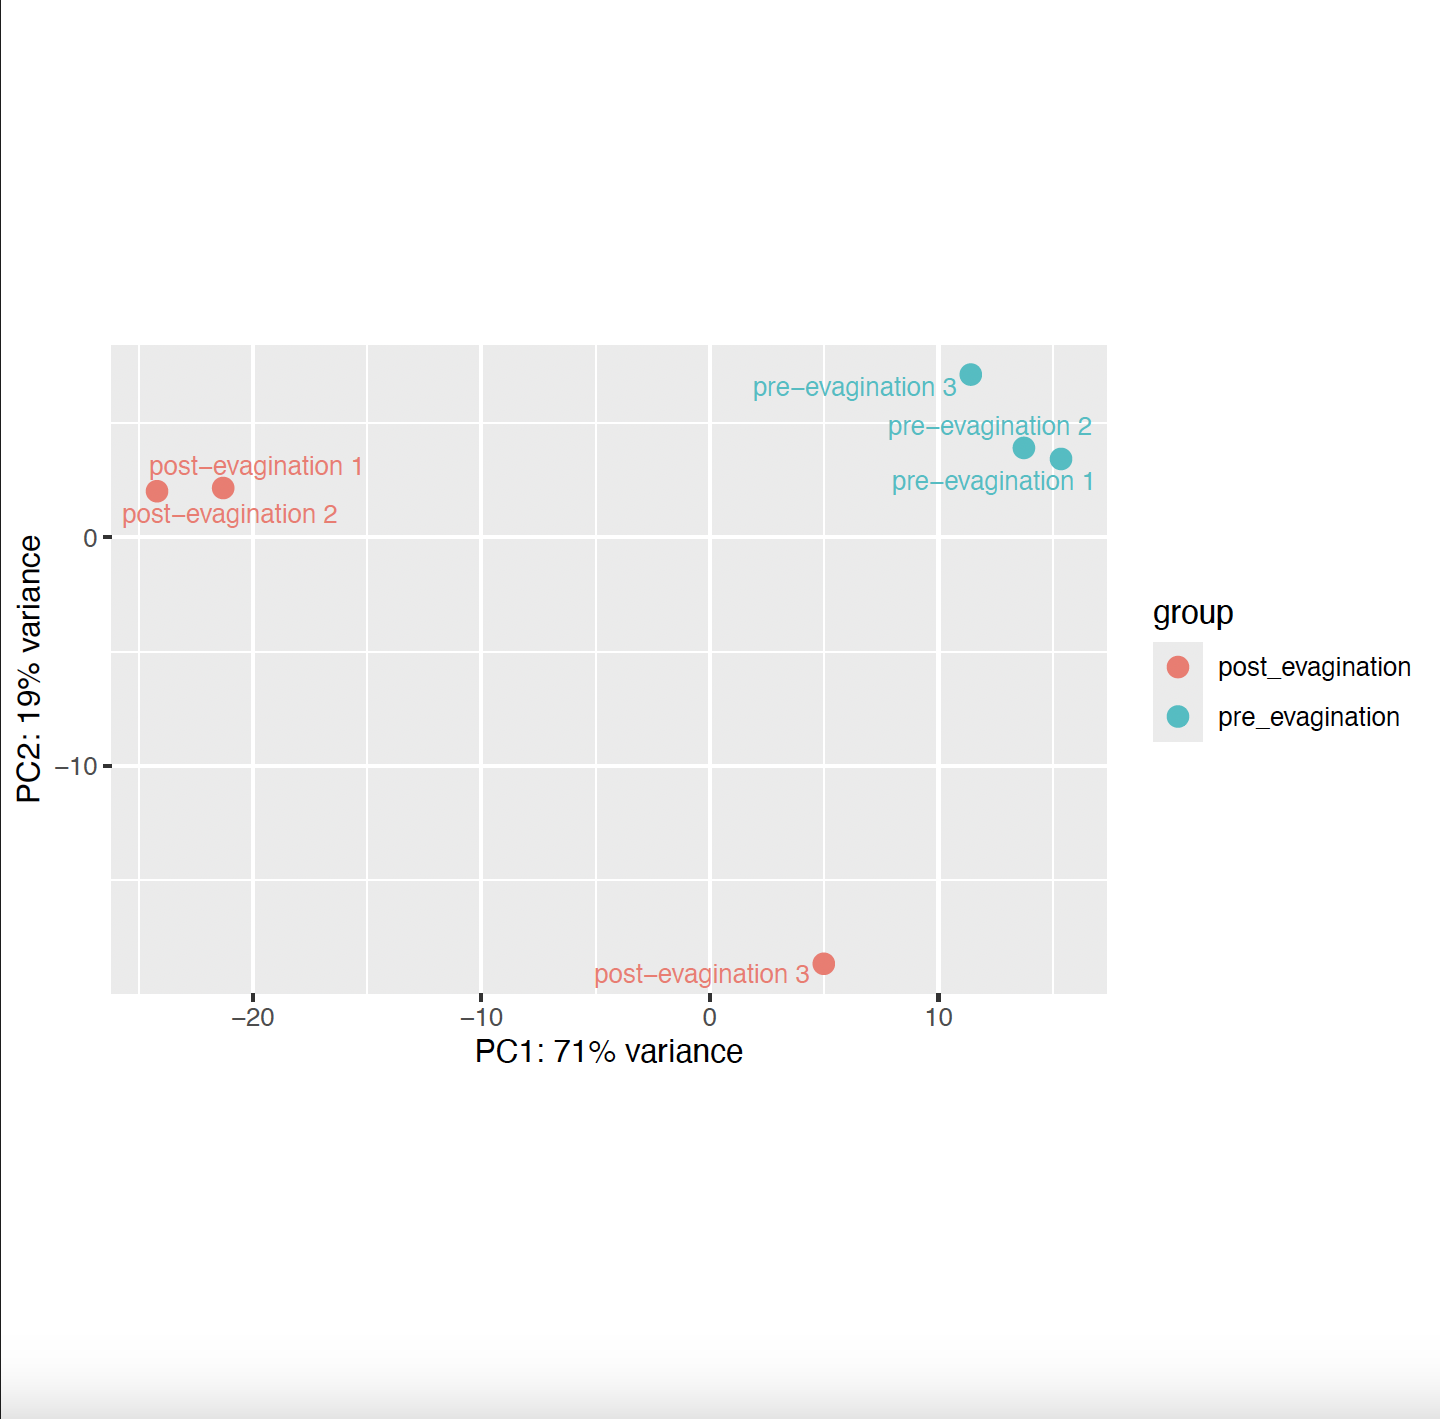 pre−evagination 3
pre−evagination 2
post−evagination 1
pre−evagination 1
post−evagination 2
0
−10
PC2: 19% variance
post−evagination 3
−20
−10
0
10
PC1: 71% variance
group
post_evagination
pre_evagination